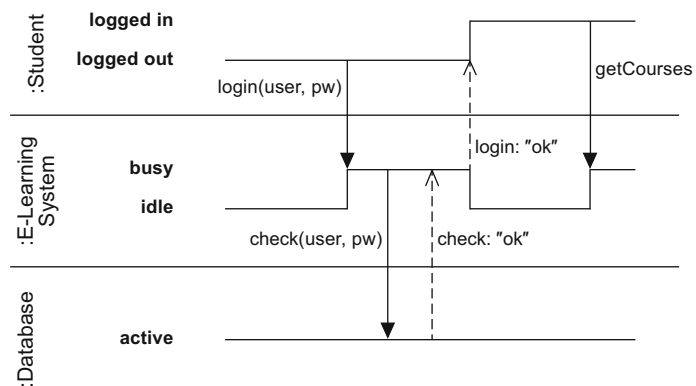 :Student
logged in
logged out
login(user, pw)
getCourses
:E-Learning
System
busy
idle
login: "ok"
check(user, pw)
check: "ok"
:Database
active